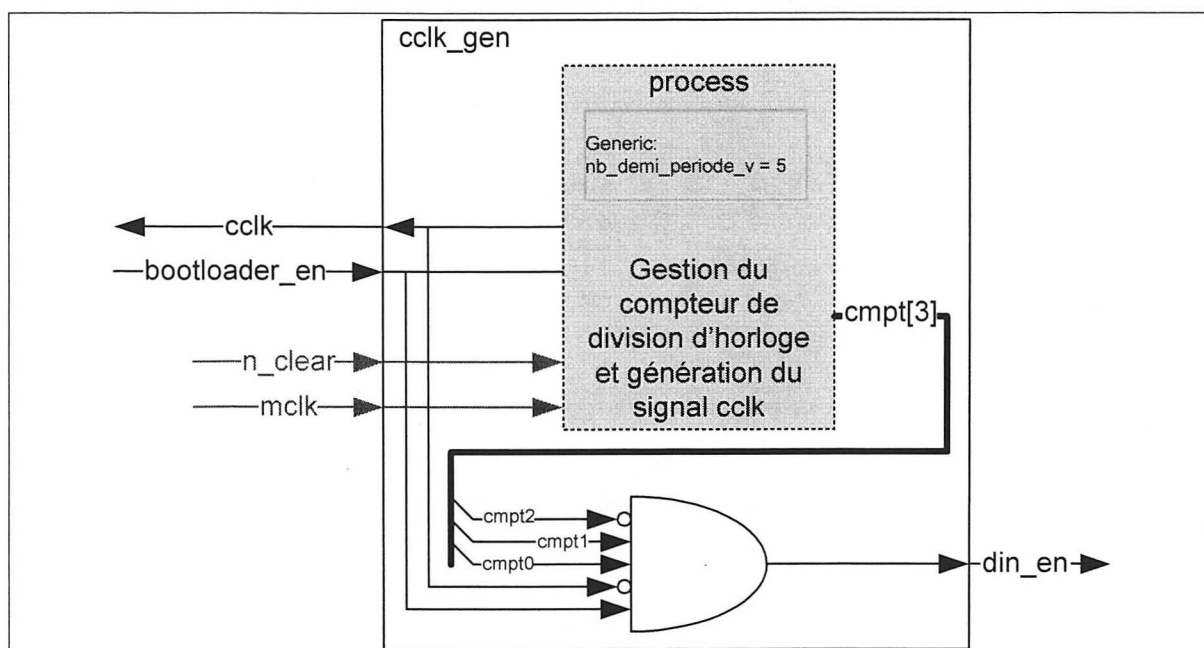 cclk_gen
process
Generic:
nb_demi_periode_v = 5
cclk
bootloader_en
Gestion du
compteur de
division d'horloge
et génération du
signal cclk
cmpt[3]
n_clear
mclk
cmpt2
cmpt1
cmpt0
din_en